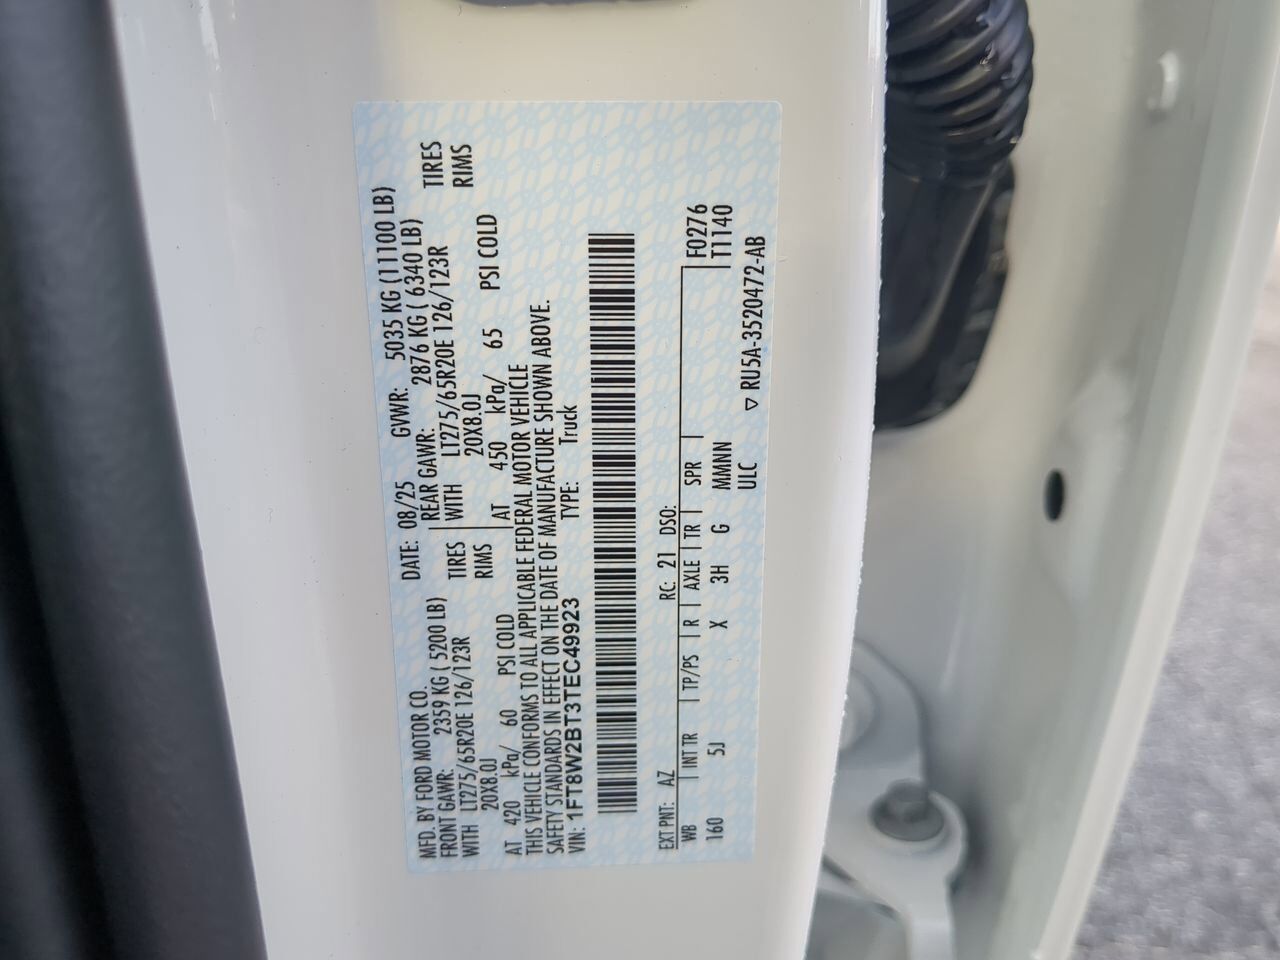 MFD. BY FORD MOTOR CO. DATE: 08/25 GVWR: 5035 KG (11100 LB)
FRONT GAWR: 2359 KG ( 5200 LB) REAR GAWR: 2876 KG ( 6340 LB)
WITH LT275/65R20E 126/123R TIRES WITH LT275/65R20E 126/123R TIRES
20X8.0J RIMS 20X8.0J RIMS
AT 420 kPa/ 60 PSI COLD AT 450 kPa/ 65 PSI COLD
THIS VEHICLE CONFORMS TO ALL APPLICABLE FEDERAL MOTOR VEHICLE
SAFETY STANDARDS IN EFFECT ON THE DATE OF MANUFACTURE SHOWN ABOVE.
VIN: 1FT8W2BT3TEC49923 TYPE: Truck
EXT PNT: AZ RC: 21 DSO:
WB INT TR TP/PS R AXLE TR SPR F0276
160 5J X 3H G MMNN T1140
ULC ▽ RU5A-3520472-AB